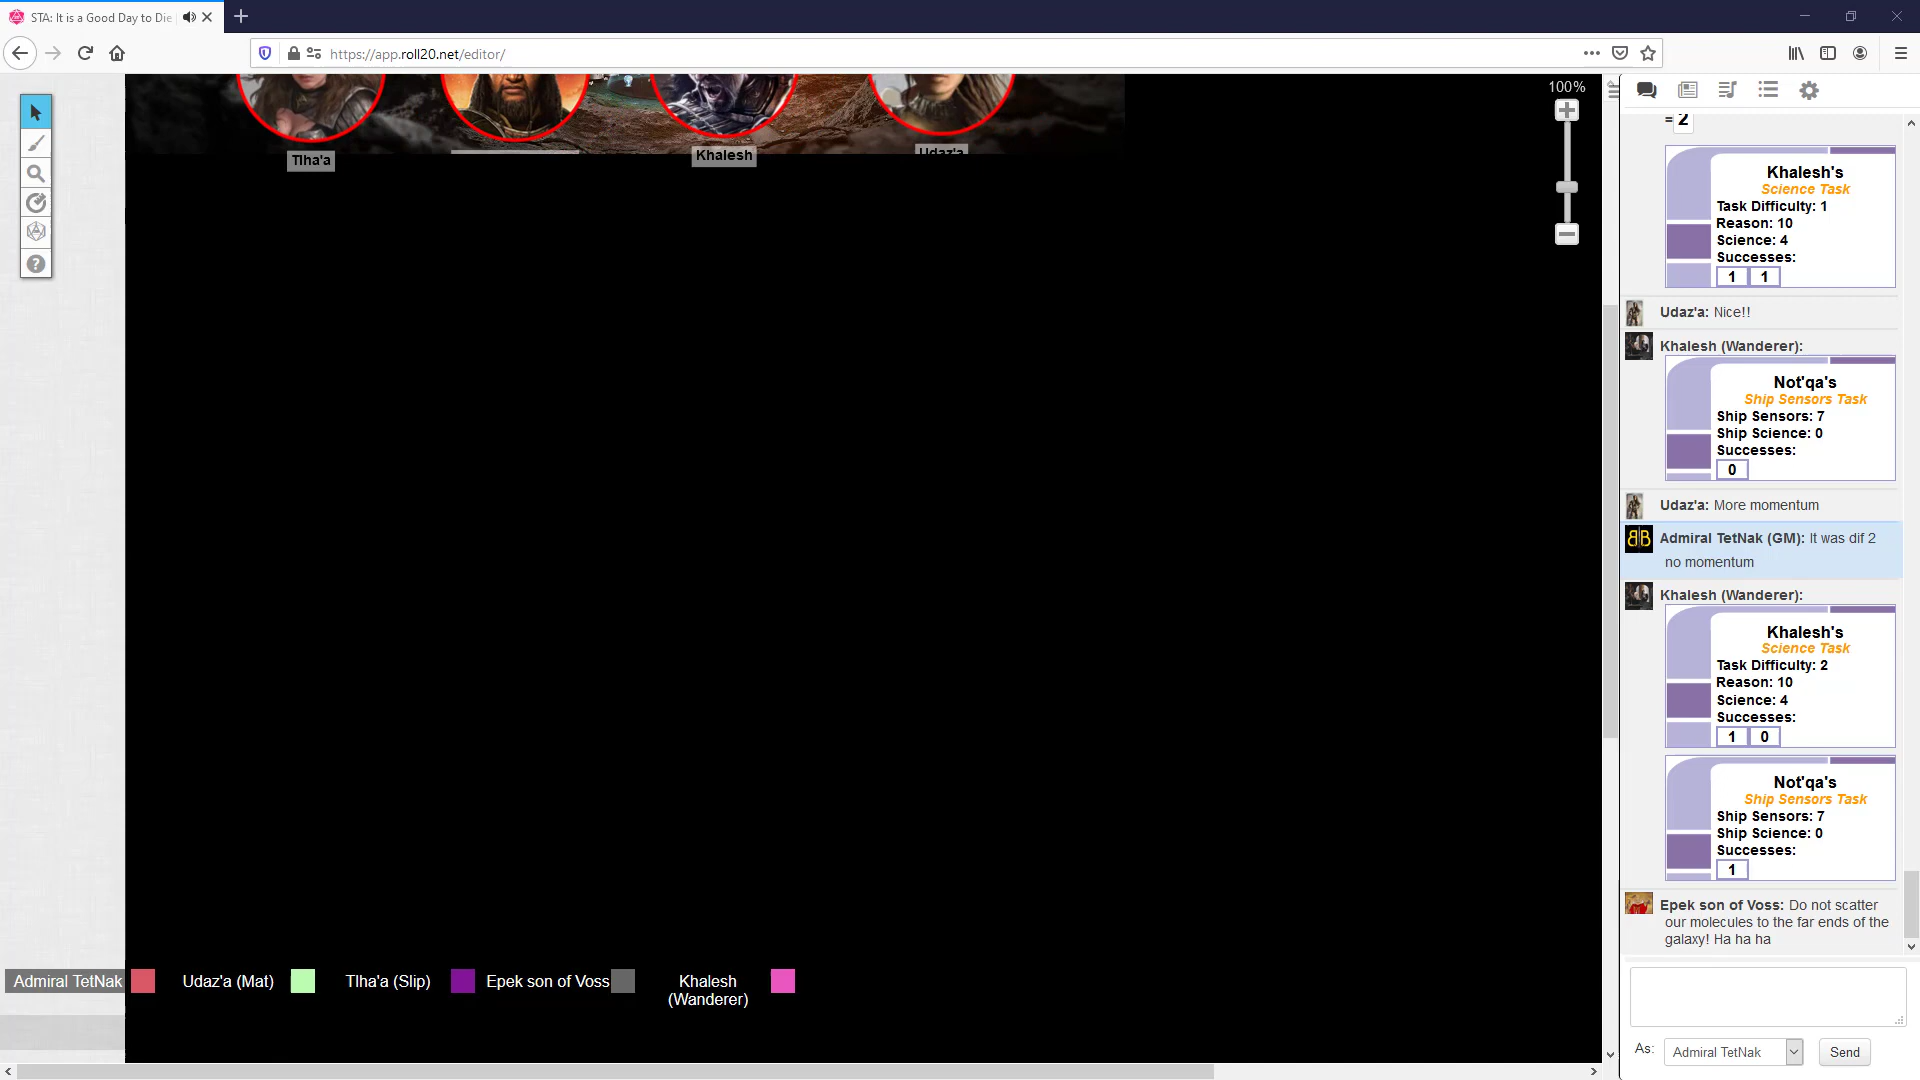 STA: It is a Good Day to Die
https://app.roll20.net/editor/
100%
Tlha'a
Khalesh
Udaz'a
= 2
Khalesh's
Science Task
Task Difficulty: 1
Reason: 10
Science: 4
Successes:
1 1
Udaz'a: Nice!!
Khalesh (Wanderer):
Not'qa's
Ship Sensors Task
Ship Sensors: 7
Ship Science: 0
Successes:
0
Udaz'a: More momentum
Admiral TetNak (GM): It was dif 2
no momentum
Khalesh (Wanderer):
Khalesh's
Science Task
Task Difficulty: 2
Reason: 10
Science: 4
Successes:
1 0
Not'qa's
Ship Sensors Task
Ship Sensors: 7
Ship Science: 0
Successes:
1
Epek son of Voss: Do not scatter
our molecules to the far ends of the
galaxy! Ha ha ha
Admiral TetNak
Udaz'a (Mat)
Tlha'a (Slip)
Epek son of Voss
Khalesh
(Wanderer)
As: Admiral TetNak
Send